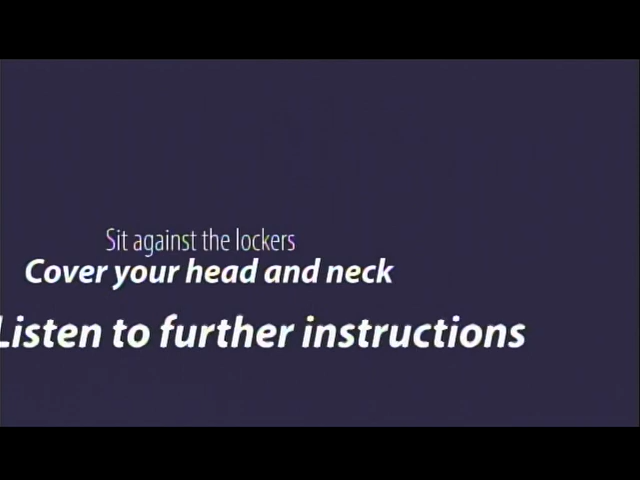 Sit against the lockers
Cover your head and neck
Listen to further instructions